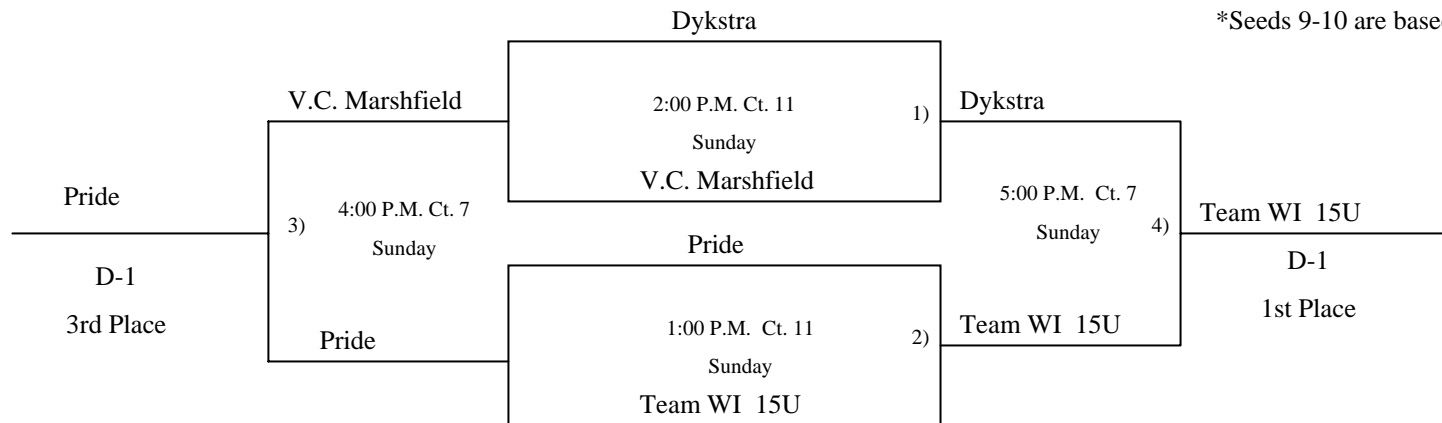 Dykstra
*Seeds 9-10 are base
V.C. Marshfield
2:00 P.M. Ct. 11
1)
Dykstra
Sunday
V.C. Marshfield
Pride
4:00 P.M. Ct. 7
5:00 P.M. Ct. 7
Team WI 15U
3)
Sunday
Sunday
4)
Pride
D-1
D-1
3rd Place
Pride
1:00 P.M. Ct. 11
2)
Team WI 15U
1st Place
Sunday
Team WI 15U